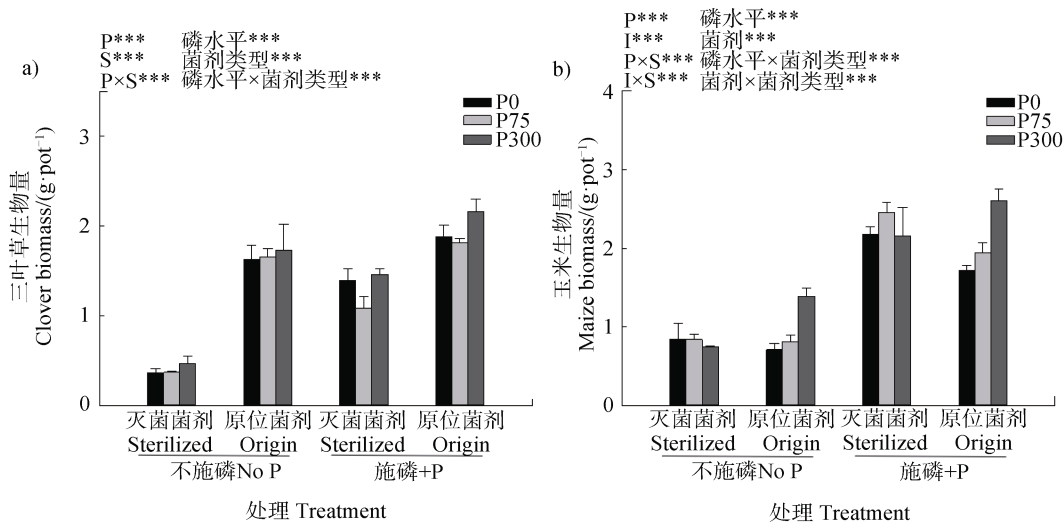 a)
P*** 磷水平***
S*** 菌剂类型***
P×S*** 磷水平×菌剂类型***
P0
P75
P300
三叶草生物量
Clover biomass/(g·pot⁻¹)
3
2
1
0
灭菌菌剂 原位菌剂 灭菌菌剂 原位菌剂
Sterilized Origin Sterilized Origin
不施磷No P 施磷+P
处理 Treatment
b)
P*** 磷水平***
I*** 菌剂***
P×S*** 磷水平×菌剂类型***
I×S*** 菌剂×菌剂类型***
P0
P75
P300
玉米生物量
Maize biomass/(g·pot⁻¹)
4
3
2
1
0
灭菌菌剂 原位菌剂 灭菌菌剂 原位菌剂
Sterilized Origin Sterilized Origin
不施磷No P 施磷+P
处理 Treatment